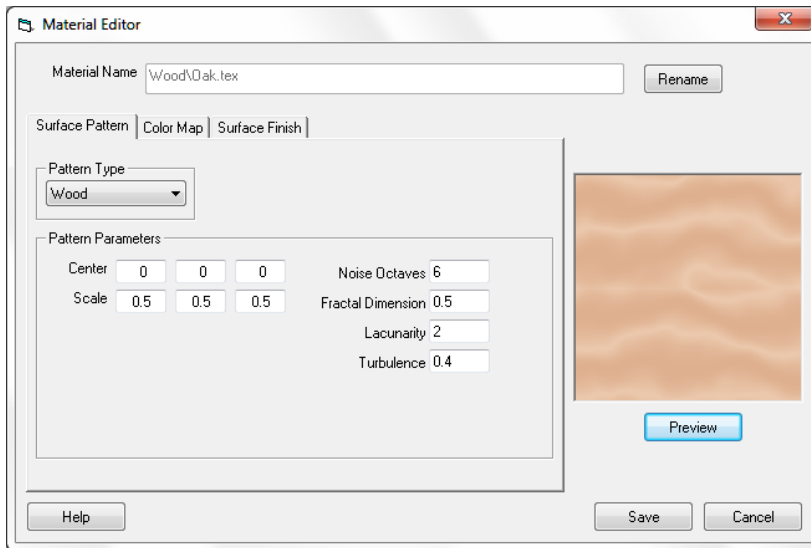 Material Editor
x
Material Name Wood\Oak.tex Rename
Surface Pattern Color Map Surface Finish
Pattern Type
Wood
Pattern Parameters
Center 0 0 0 Noise Octaves 6
Scale 0.5 0.5 0.5 Fractal Dimension 0.5
Lacunarity 2
Turbulence 0.4
Preview
Help Save Cancel